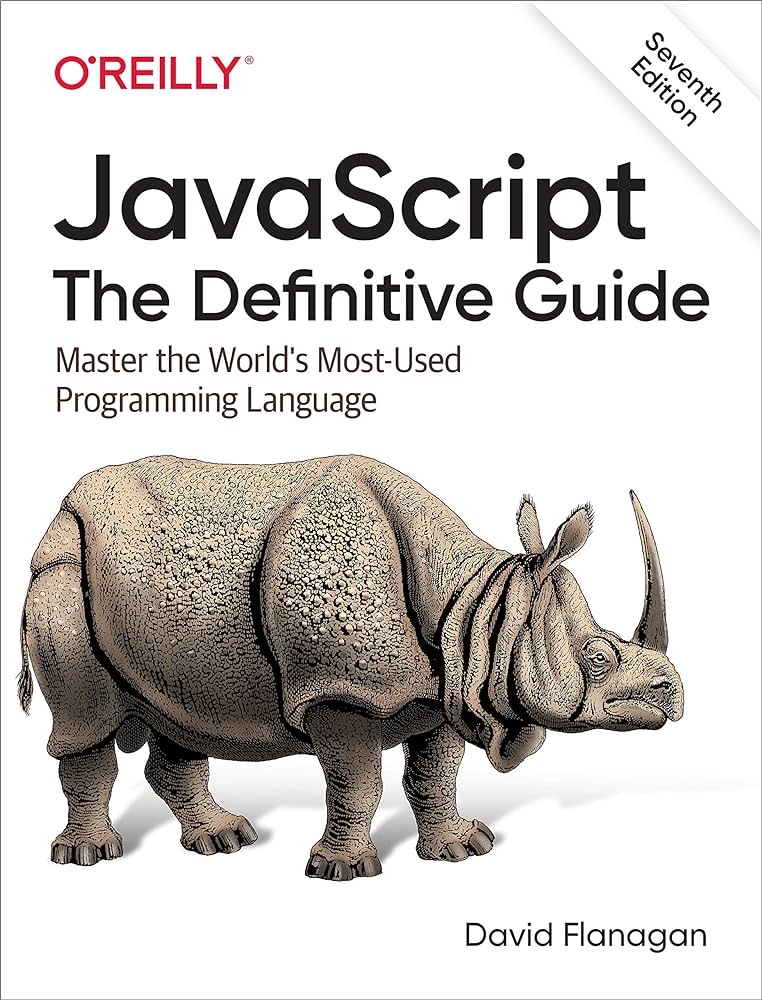 O'REILLY®
Seventh
Edition
JavaScript
The Definitive Guide
Master the World's Most-Used
Programming Language
David Flanagan